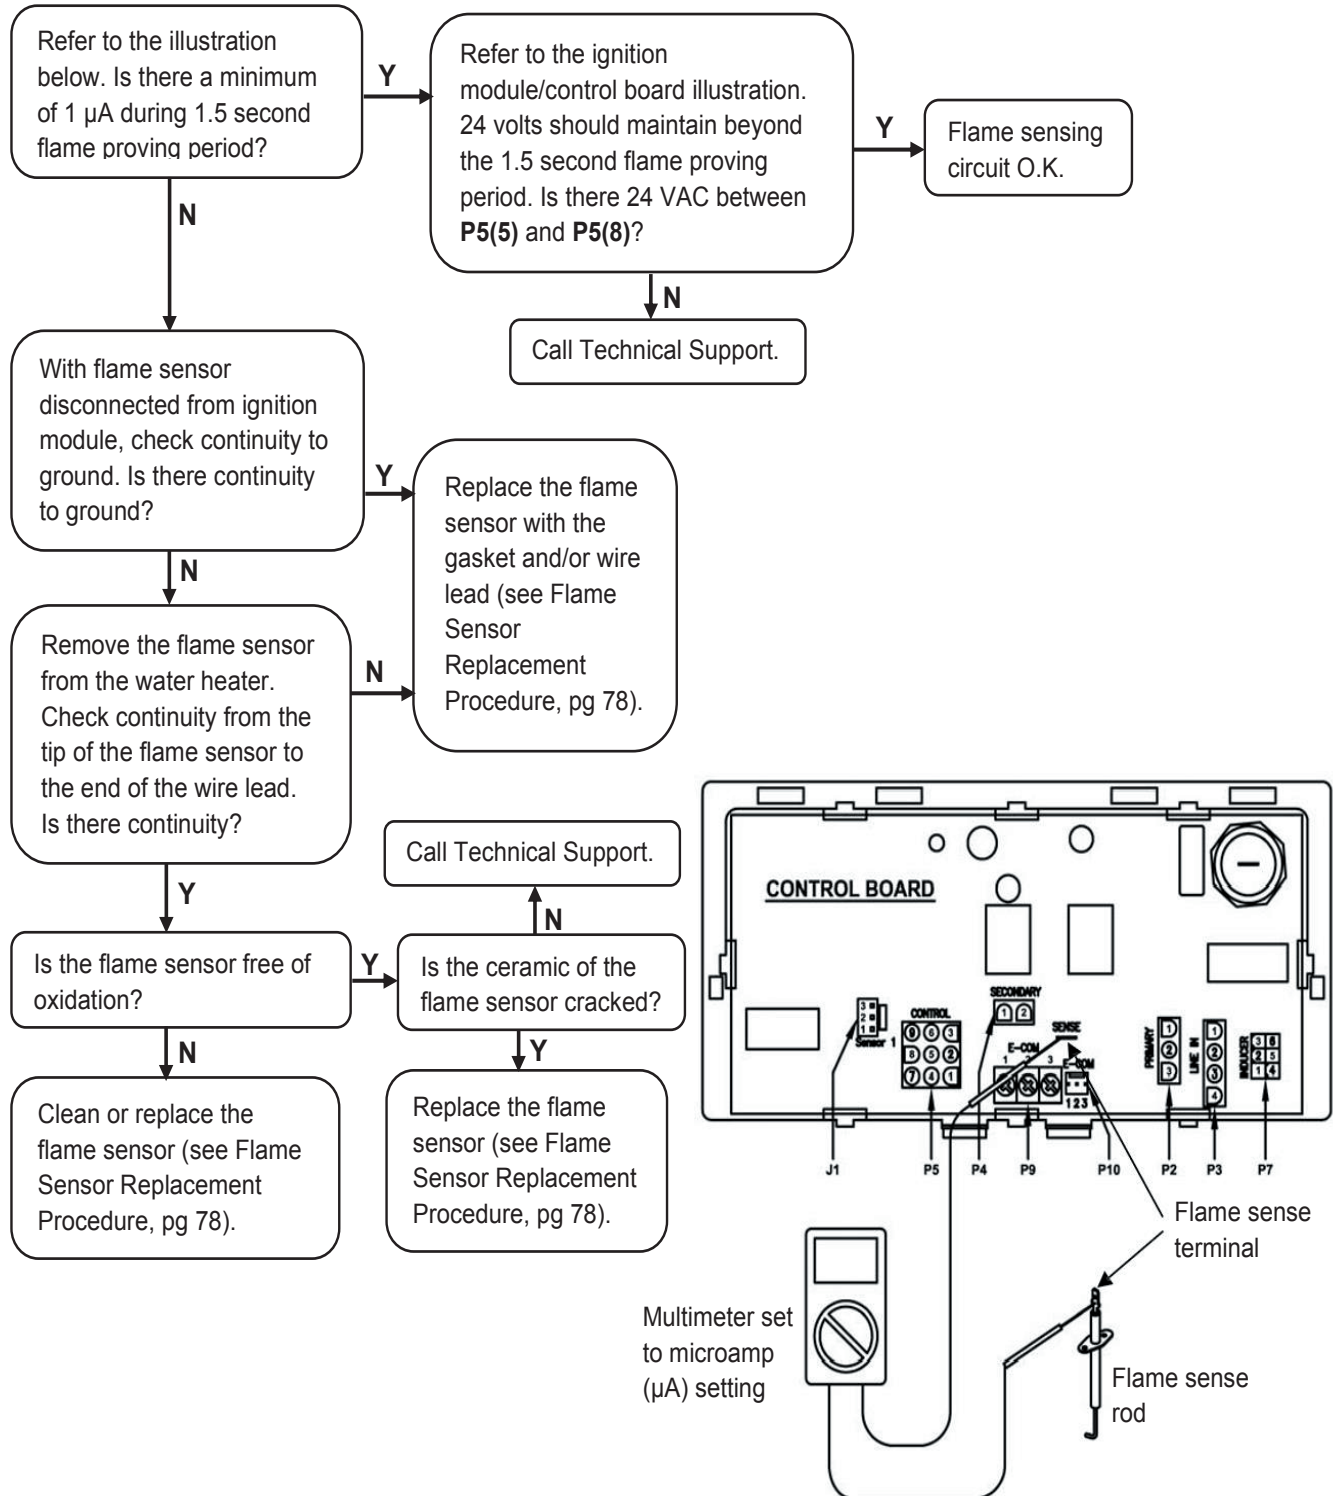 Refer to the illustration
below. Is there a minimum
of 1 µA during 1.5 second
flame proving period?
Y
Refer to the ignition
module/control board illustration.
24 volts should maintain beyond
the 1.5 second flame proving
period. Is there 24 VAC between
P5(5) and P5(8)?
Y
Flame sensing
circuit O.K.
N
N
Call Technical Support.
With flame sensor
disconnected from ignition
module, check continuity to
ground. Is there continuity
to ground?
Y
Replace the flame
sensor with the
gasket and/or wire
lead (see Flame
Sensor
Replacement
Procedure, pg 78).
N
Remove the flame sensor
from the water heater.
Check continuity from the
tip of the flame sensor to
the end of the wire lead.
Is there continuity?
N
Y
Call Technical Support.
N
Is the flame sensor free of
oxidation?
Y
Is the ceramic of the
flame sensor cracked?
N
Y
Clean or replace the
flame sensor (see Flame
Sensor Replacement
Procedure, pg 78).
Replace the flame
sensor (see Flame
Sensor Replacement
Procedure, pg 78).
CONTROL BOARD
3
2
1
Sensor 1
CONTROL
9 6 3
8 5 2
7 4 1
SECONDARY
1 2
SENSE
E-COM
1 2 3
E-COM
1 2 3
PRIMARY
1
2
3
LINE IN
1
2
3
4
INDUCER
3 6
2 5
1 4
J1
P5
P4
P9
P10
P2
P3
P7
Flame sense
terminal
Multimeter set
to microamp
(µA) setting
Flame sense
rod